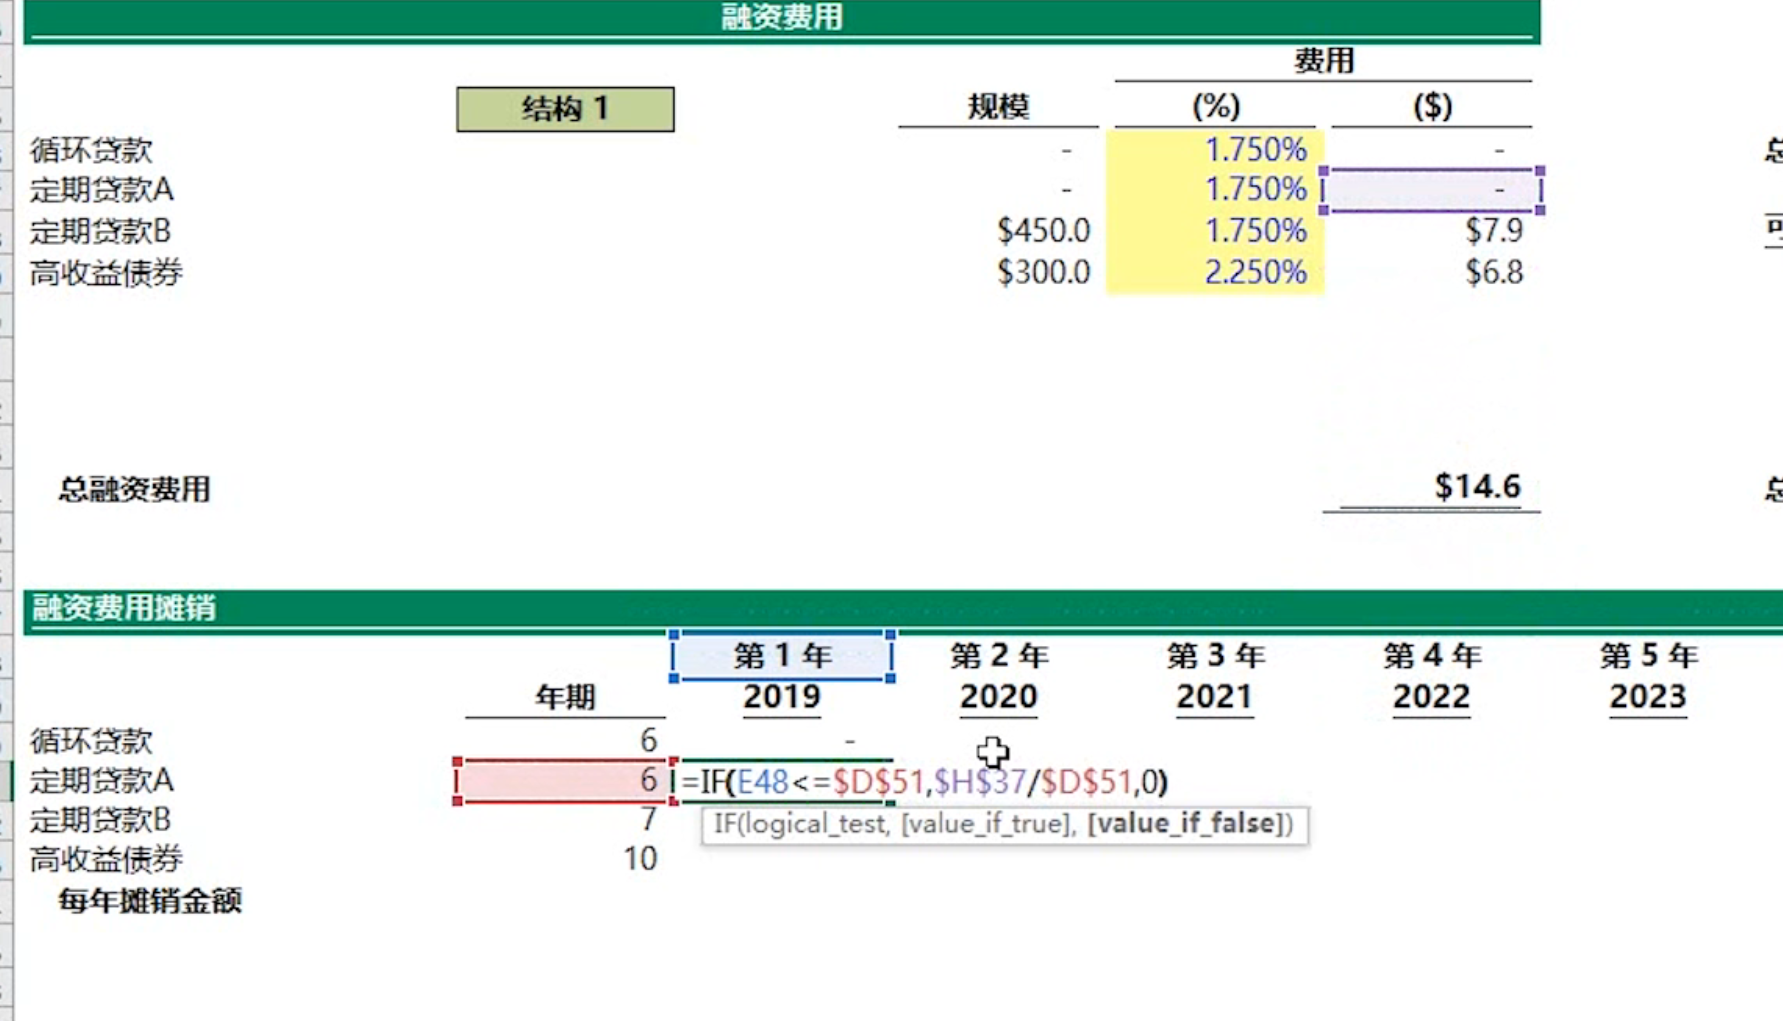 融资费用
费用
结构 1 规模 (%) ($)
循环贷款 - 1.750% -
定期贷款A - 1.750% -
定期贷款B $450.0 1.750% $7.9
高收益债券 $300.0 2.250% $6.8
总融资费用 $14.6
融资费用摊销
第 1 年 第 2 年 第 3 年 第 4 年 第 5 年
年期 2019 2020 2021 2022 2023
循环贷款 6 -
定期贷款A 6 =IF(E48<=$D$51,$H$37/$D$51,0)
定期贷款B 7 IF(logical_test, [value_if_true], [value_if_false])
高收益债券 10
每年摊销金额